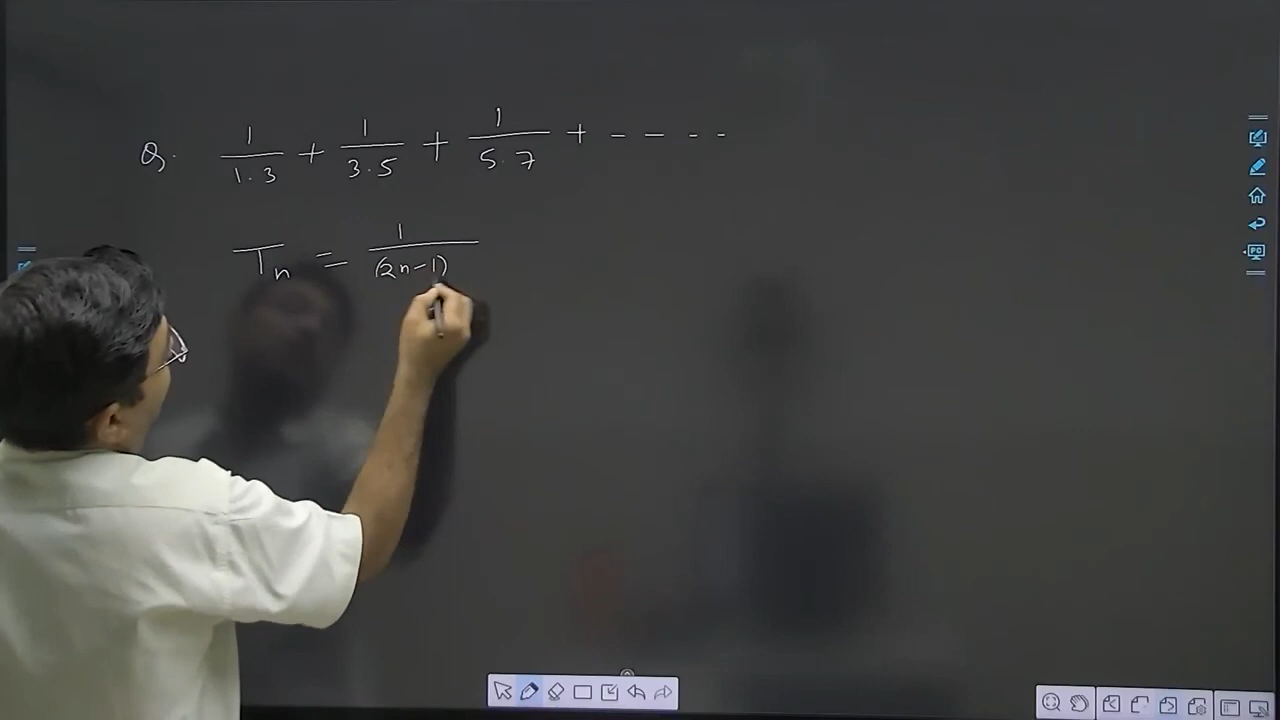 Q. 1/1.3 + 1/3.5 + 1/5.7 + - - - -
Tn = 1/(2n-1)